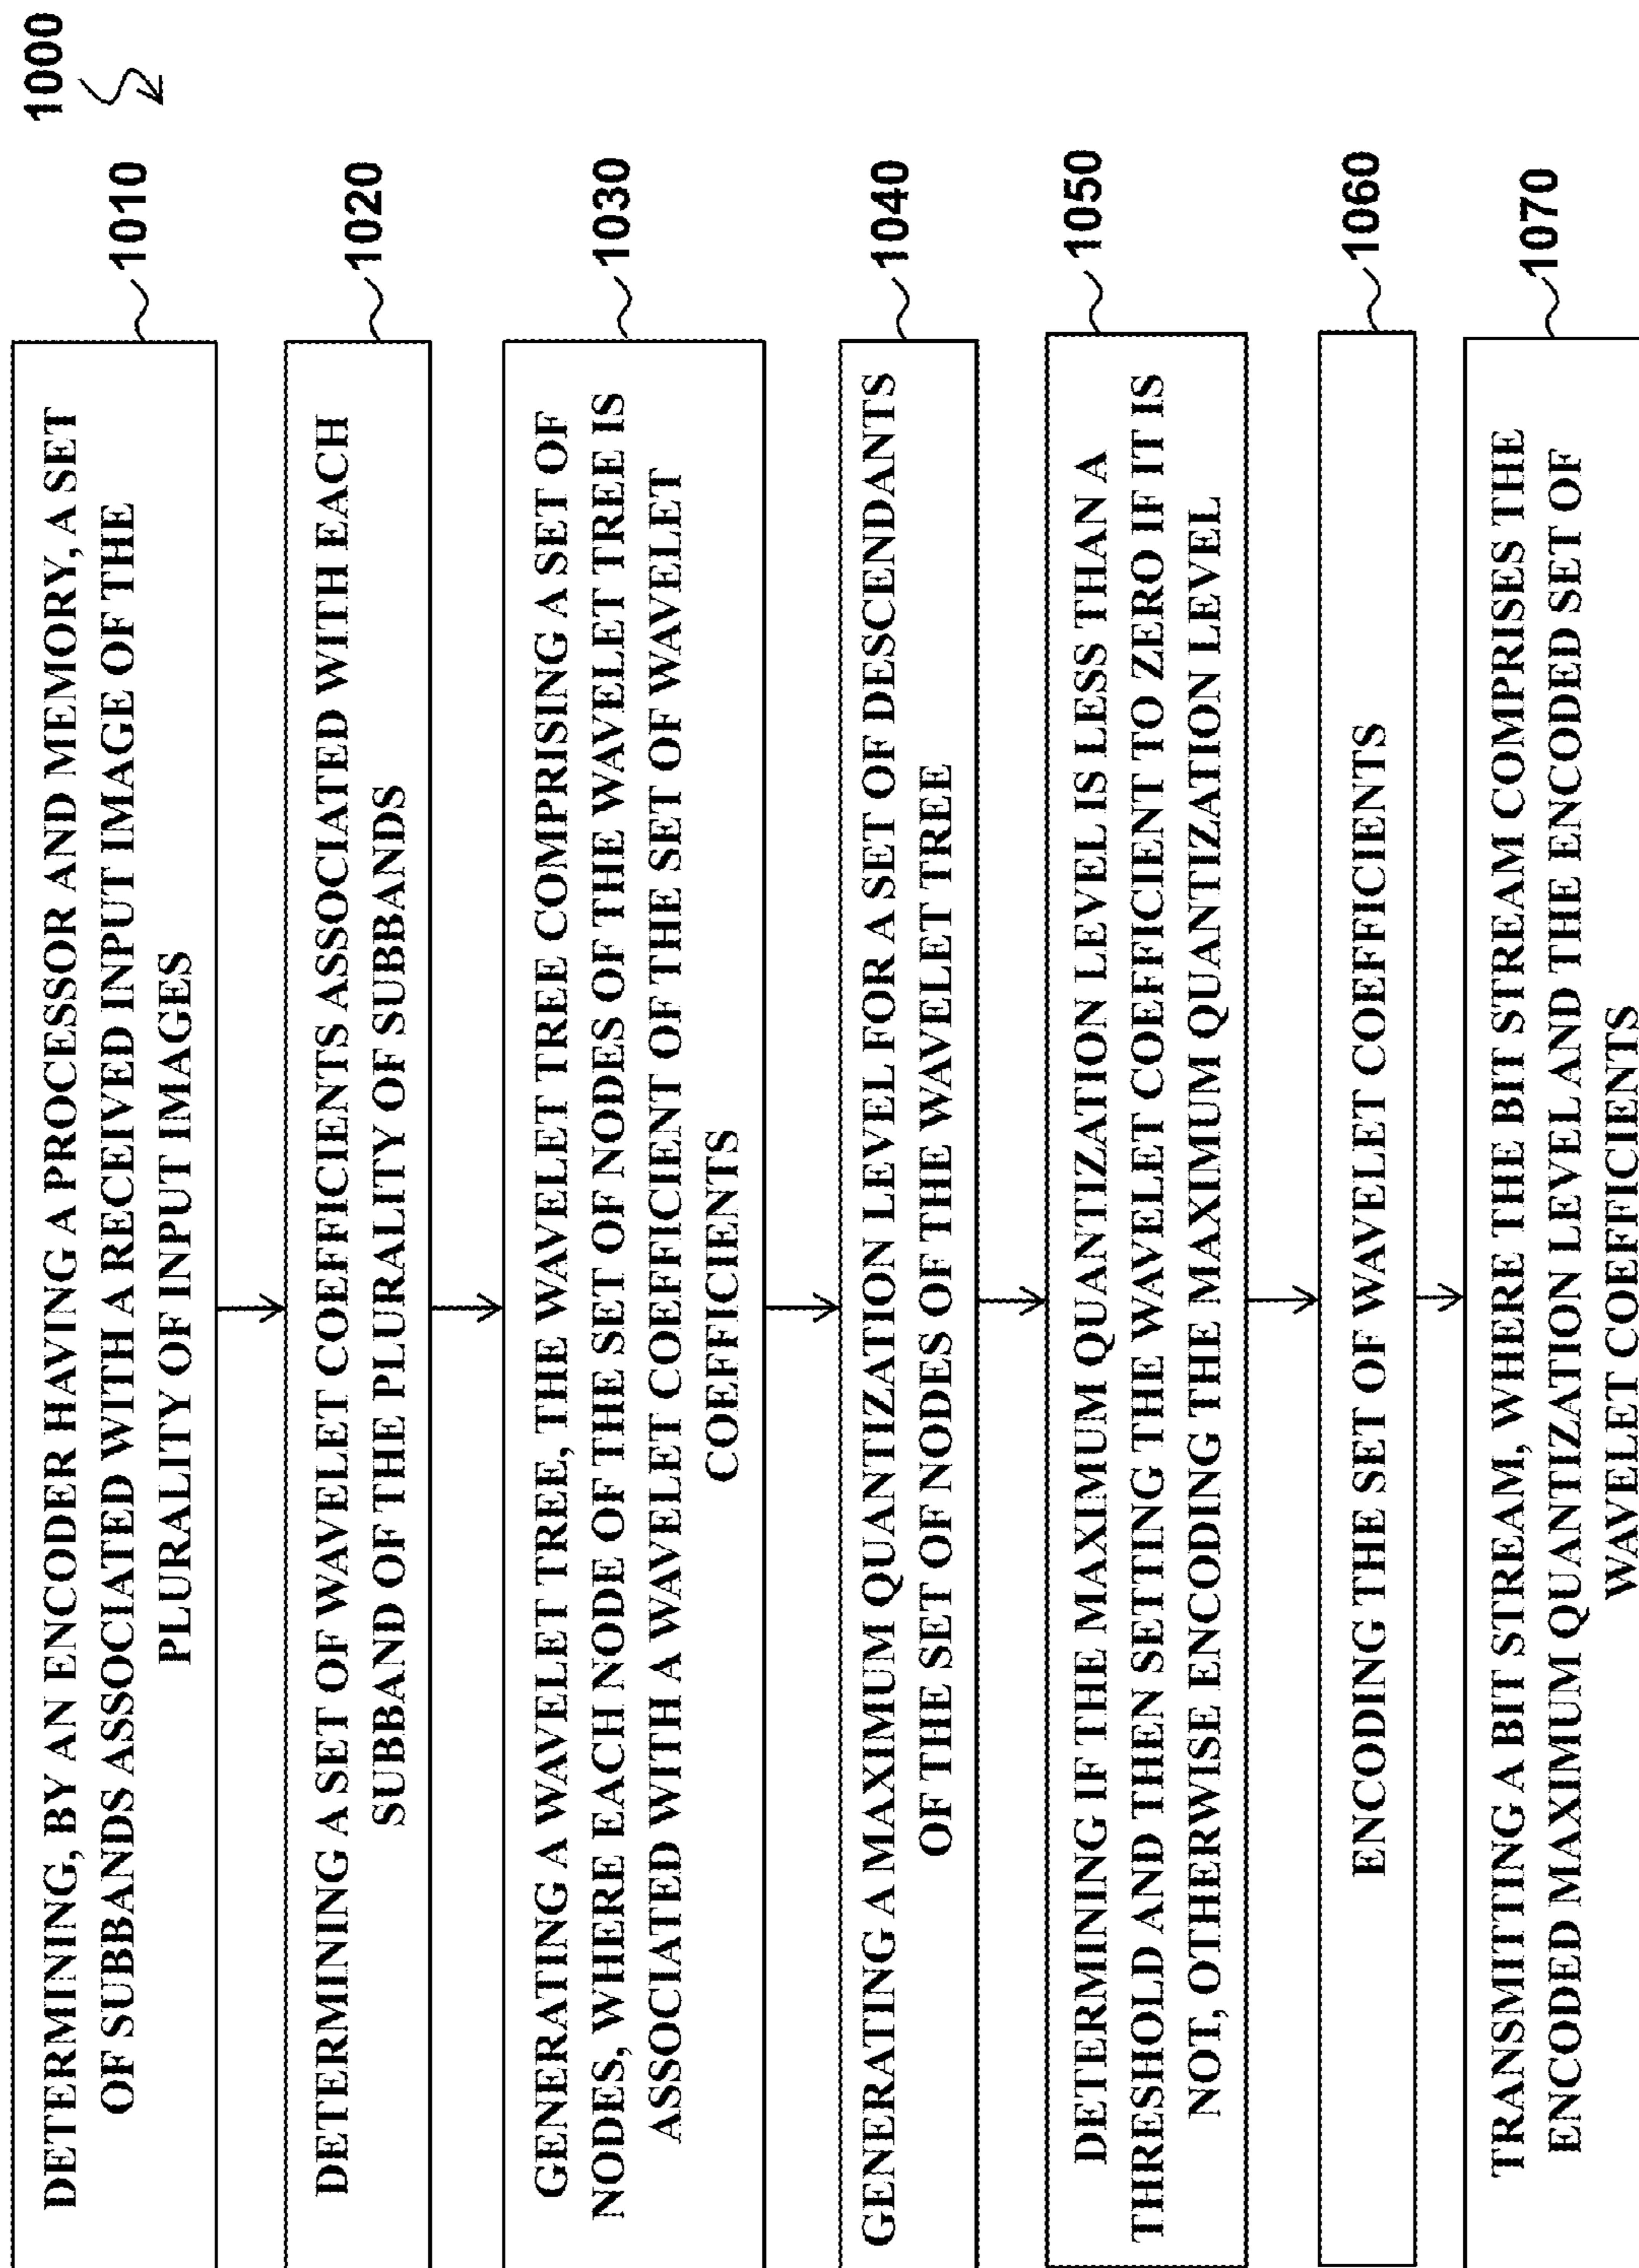 1000
DETERMINING, BY AN ENCODER HAVING A PROCESSOR AND MEMORY, A SET
OF SUBBANDS ASSOCIATED WITH A RECEIVED INPUT IMAGE OF THE
PLURALITY OF INPUT IMAGES
1010
DETERMINING A SET OF WAVELET COEFFICIENTS ASSOCIATED WITH EACH
SUBBAND OF THE PLURALITY OF SUBBANDS
1020
GENERATING A WAVELET TREE, THE WAVELET TREE COMPRISING A SET OF
NODES, WHERE EACH NODE OF THE SET OF NODES OF THE WAVELET TREE IS
ASSOCIATED WITH A WAVELET COEFFICIENT OF THE SET OF WAVELET
COEFFICIENTS
1030
GENERATING A MAXIMUM QUANTIZATION LEVEL FOR A SET OF DESCENDANTS
OF THE SET OF NODES OF THE WAVELET TREE
1040
DETERMINING IF THE MAXIMUM QUANTIZATION LEVEL IS LESS THAN A
THRESHOLD AND THEN SETING THE WAVELET COEFFICIENT TO ZERO IF IT IS
NOT, OTHERWISE ENCODING THE MAXIMUM QUANTIZATION LEVEL
1050
ENCODING THE SET OF WAVELET COEFFICIENTS
1060
TRANSMITTING A BIT STREAM, WHERE THE BIT STREAM COMPRISES THE
ENCODED MAXIMUM QUANTIZATION LEVEL AND THE ENCODED SET OF
WAVELET COEFFICIENTS
1070